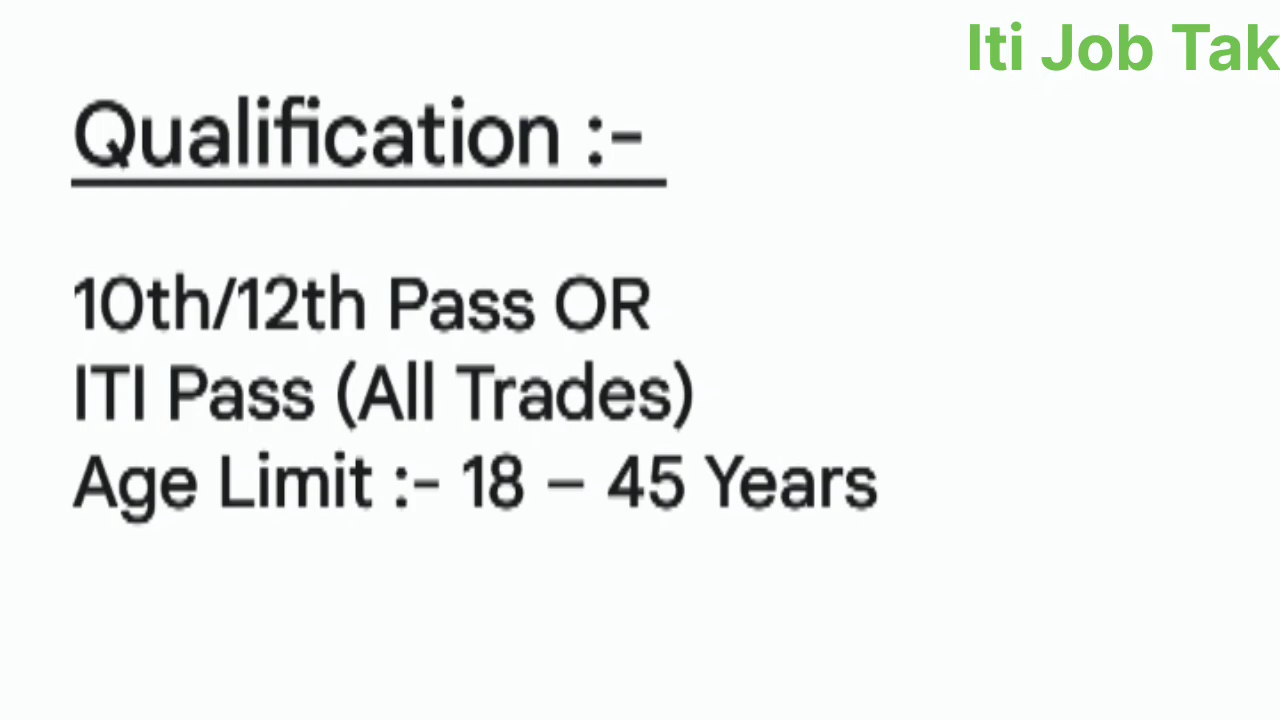 Iti Job Tak
Qualification :-
10th/12th Pass OR
ITI Pass (All Trades)
Age Limit :- 18 – 45 Years